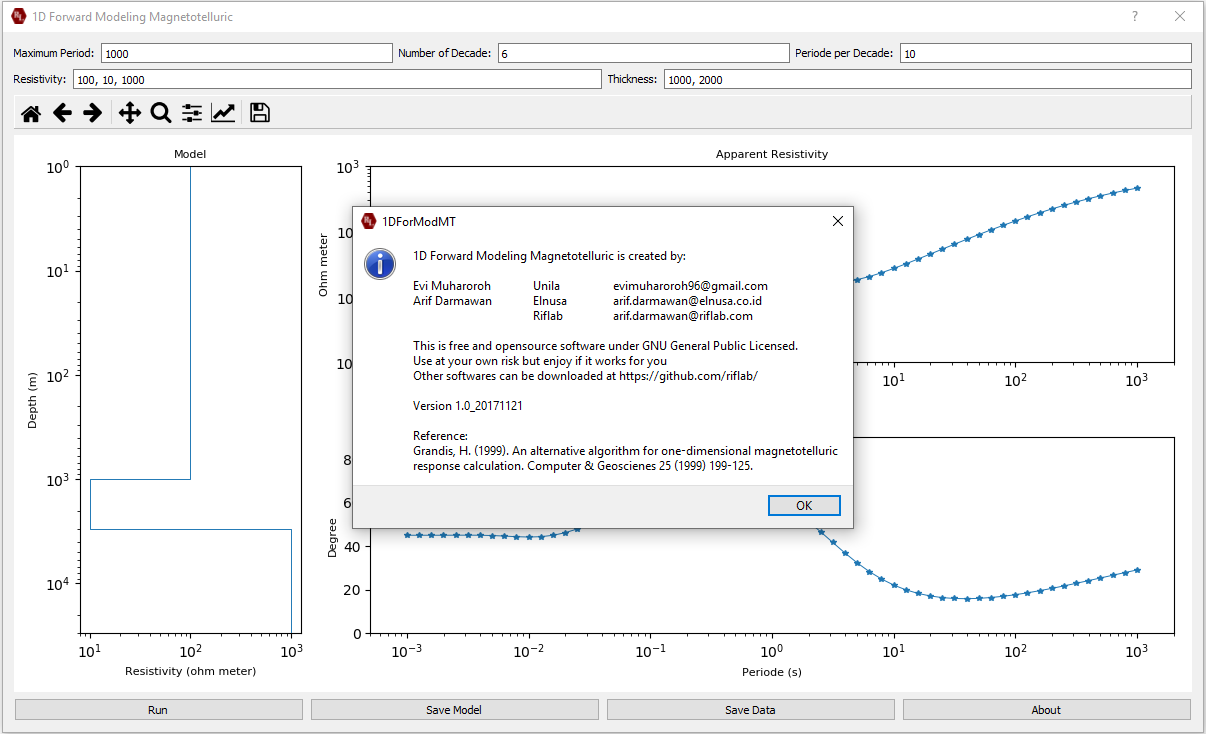 1D Forward Modeling Magnetotelluric
Maximum Period: 1000 Number of Decade: 6 Periode per Decade: 10
Resistivity: 100, 10, 1000 Thickness: 1000, 2000
Model
10^0
10^1
10^2
10^3
10^4
Depth (m)
10^1 10^2 10^3
Resistivity (ohm meter)
Apparent Resistivity
10^3
10
10
10
Ohm meter
10^1 10^2 10^3
1DForModMT
1D Forward Modeling Magnetotelluric is created by:
Evi Muharoroh Unila evimuharoroh96@gmail.com
Arif Darmawan Elnusa arif.darmawan@elnusa.co.id
Riflab arif.darmawan@riflab.com
This is free and opensource software under GNU General Public Licensed.
Use at your own risk but enjoy if it works for you
Other softwares can be downloaded at https://github.com/riflab/
Version 1.0_20171121
Reference:
Grandis, H. (1999). An alternative algorithm for one-dimensional magnetotelluric
response calculation. Computer & Geoscienes 25 (1999) 199-125.
OK
8
6
40
20
0
Degree
10^-3 10^-2 10^-1 10^0 10^1 10^2 10^3
Periode (s)
Run Save Model Save Data About